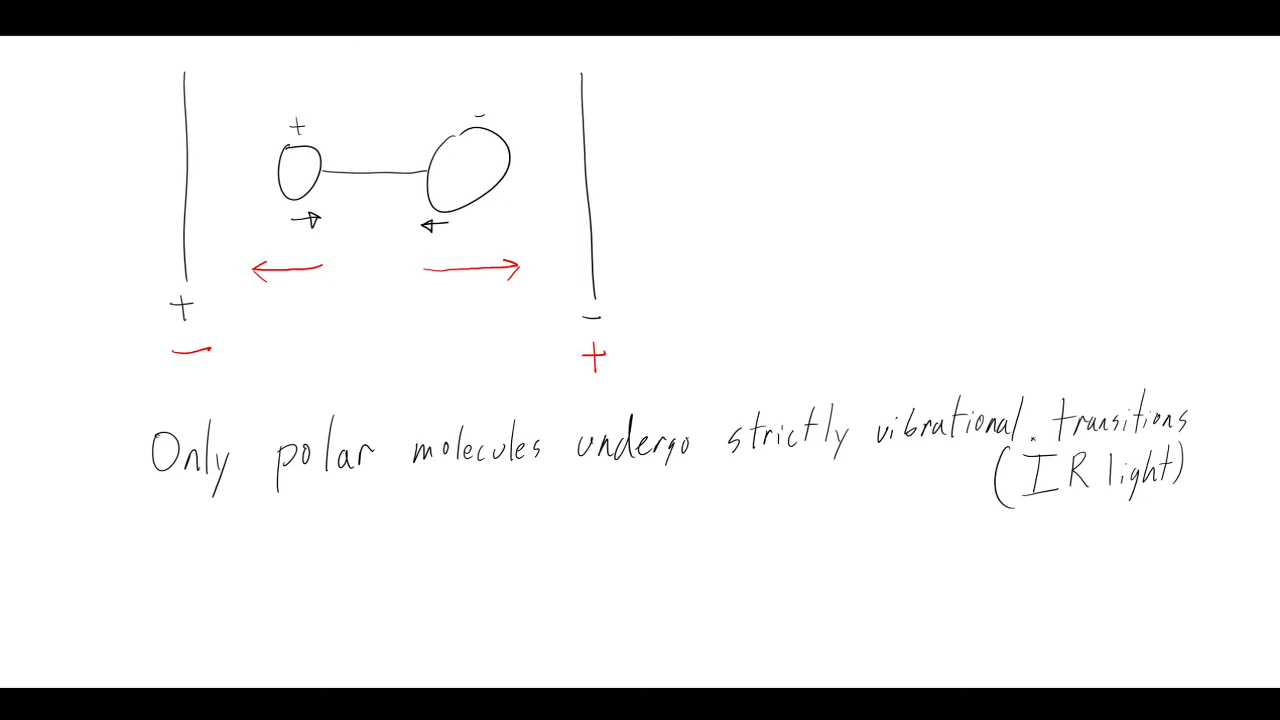 + -
+ -
- +
Only polar molecules undergo strictly vibrational transitions
(IR light)